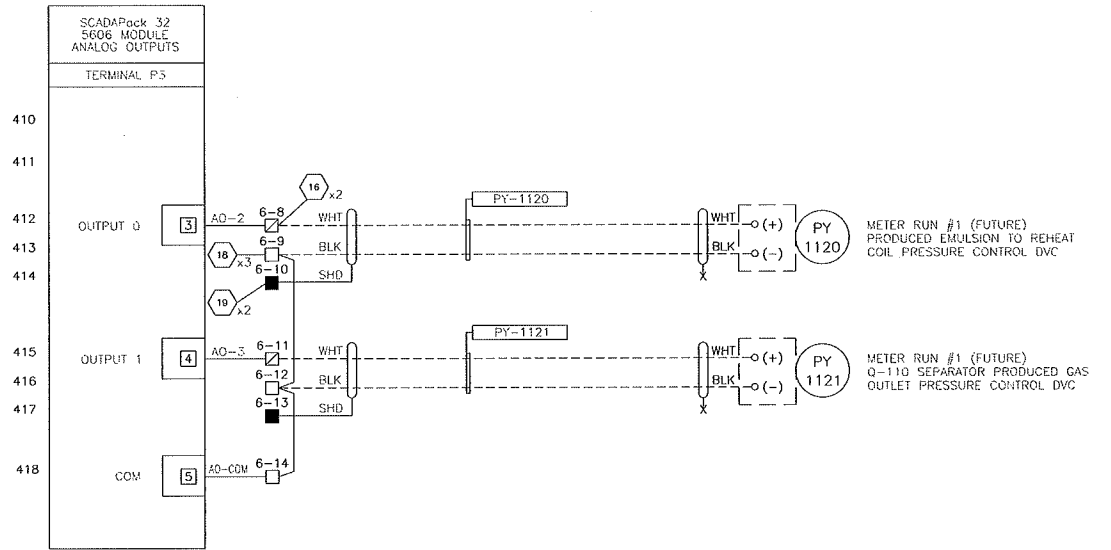 SCADAPack 32
5606 MODULE
ANALOG OUTPUTS
TERMINAL P3
410
411
16 x2
PY-1120
412 OUTPUT 0 3 AO-2 6-8 WHT WHT (+) PY 1120 METER RUN #1 (FUTURE)
PRODUCED EMULSION TO REHEAT
COIL PRESSURE CONTROL DVC
413 18 x3 6-9 BLK BLK (-)
414 6-10 SHD
19 x2
PY-1121
415 OUTPUT 1 4 AO-3 6-11 WHT WHT (+) PY 1121 METER RUN #1 (FUTURE)
Q-110 SEPARATOR PRODUCED GAS
OUTLET PRESSURE CONTROL DVC
416 6-12 BLK BLK (-)
417 6-13 SHD
418 COM 5 AO-COM 6-14